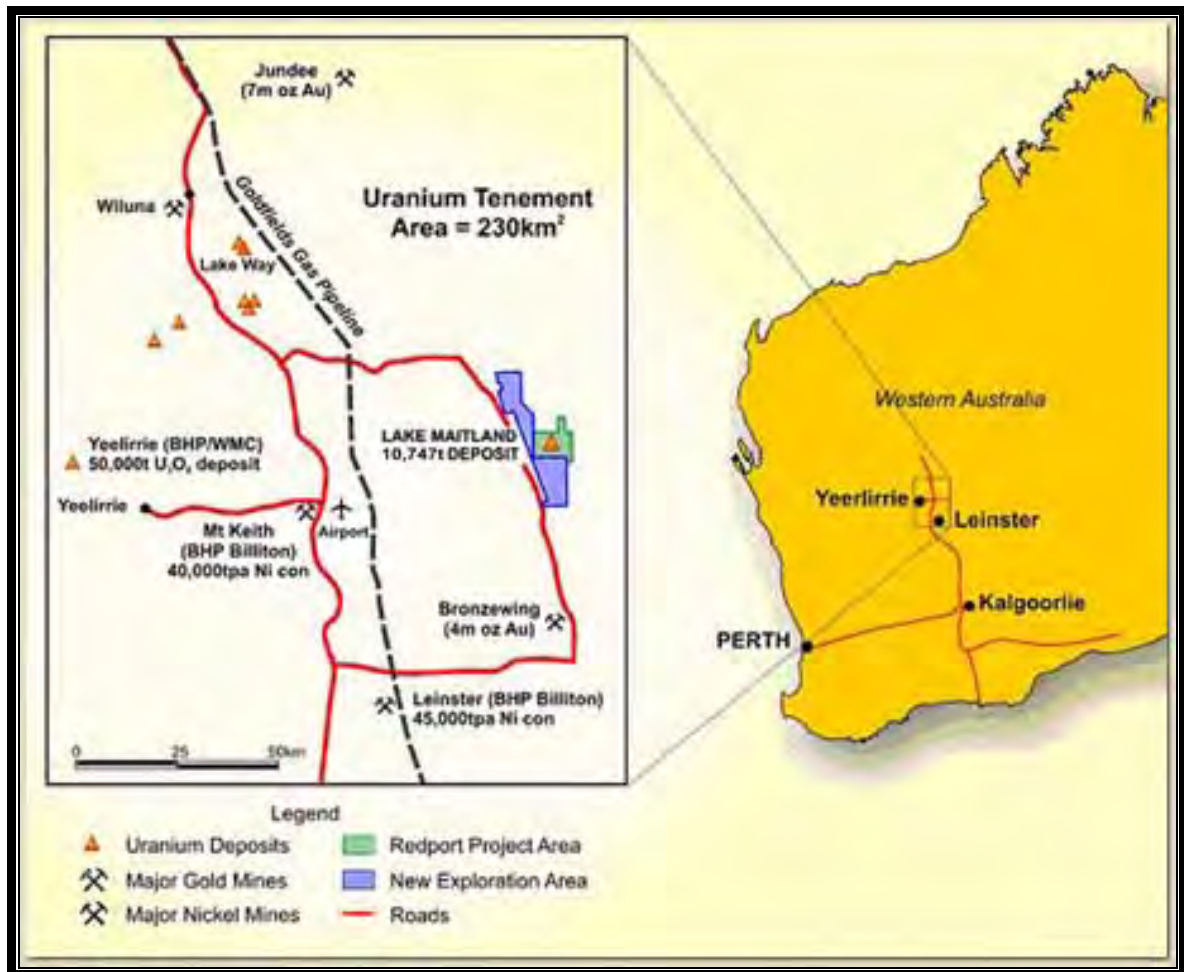 Jundee
(7m oz Au)
Goldfields Gas Pipeline
Wiluna
Uranium Tenement
Area = 230km²
Lake Way
LAKE MAITLAND
10,747t DEPOSIT
Yeelirrie (BHP/WMC)
50,000t U₃O₈ deposit
Yeelirrie
Mt Keith
(BHP Billiton)
40,000tpa Ni con
Airport
Bronzewing
(4m oz Au)
Leinster (BHP Billiton)
45,000tpa Ni con
0 25 50km
Western Australia
Yeerlirrie
Leinster
Kalgoorlie
PERTH
Legend
Uranium Deposits
Redport Project Area
Major Gold Mines
New Exploration Area
Major Nickel Mines
Roads